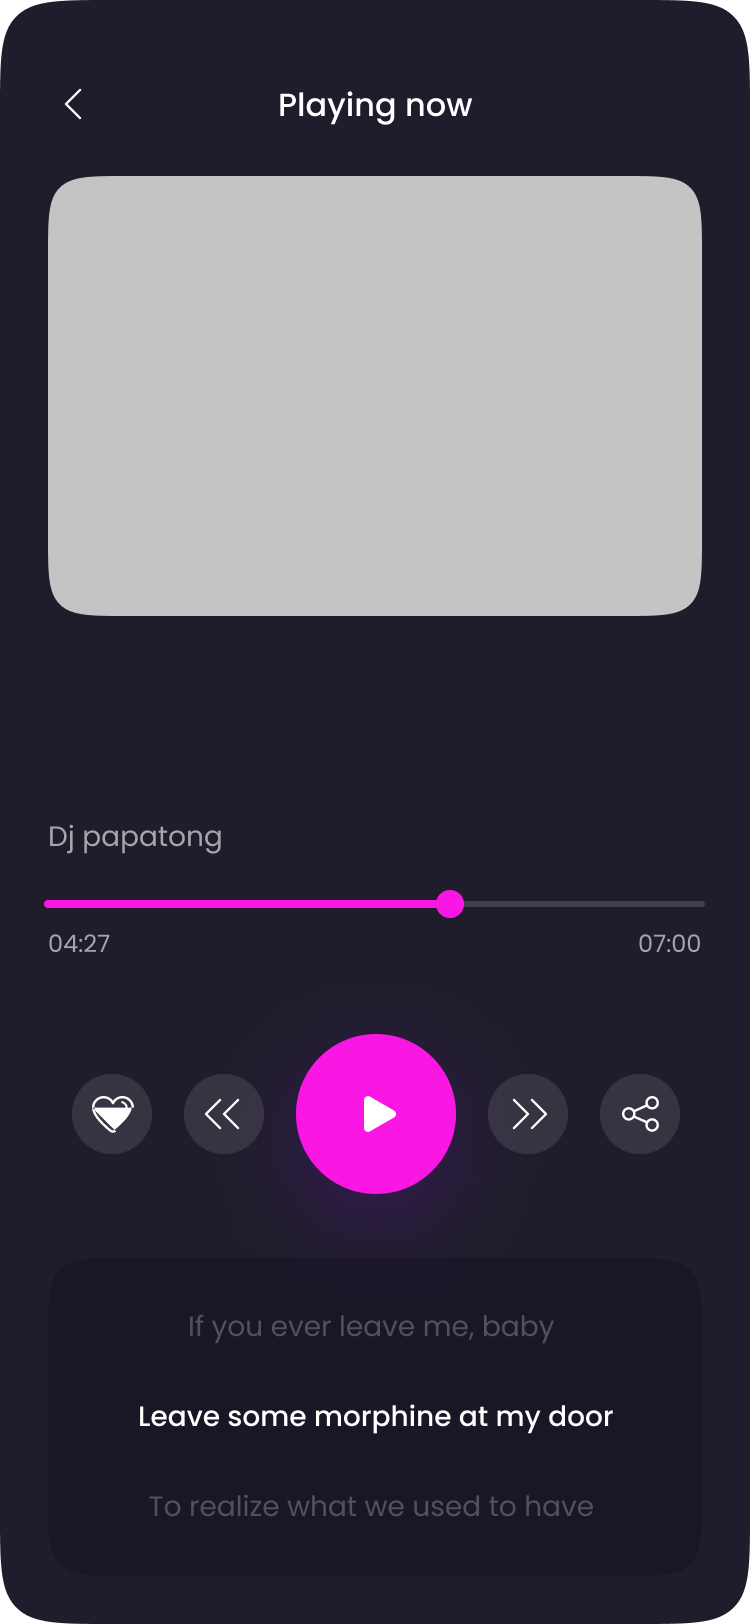 Playing now
Dj papatong
04:27
07:00
If you ever leave me, baby
Leave some morphine at my door
To realize what we used to have